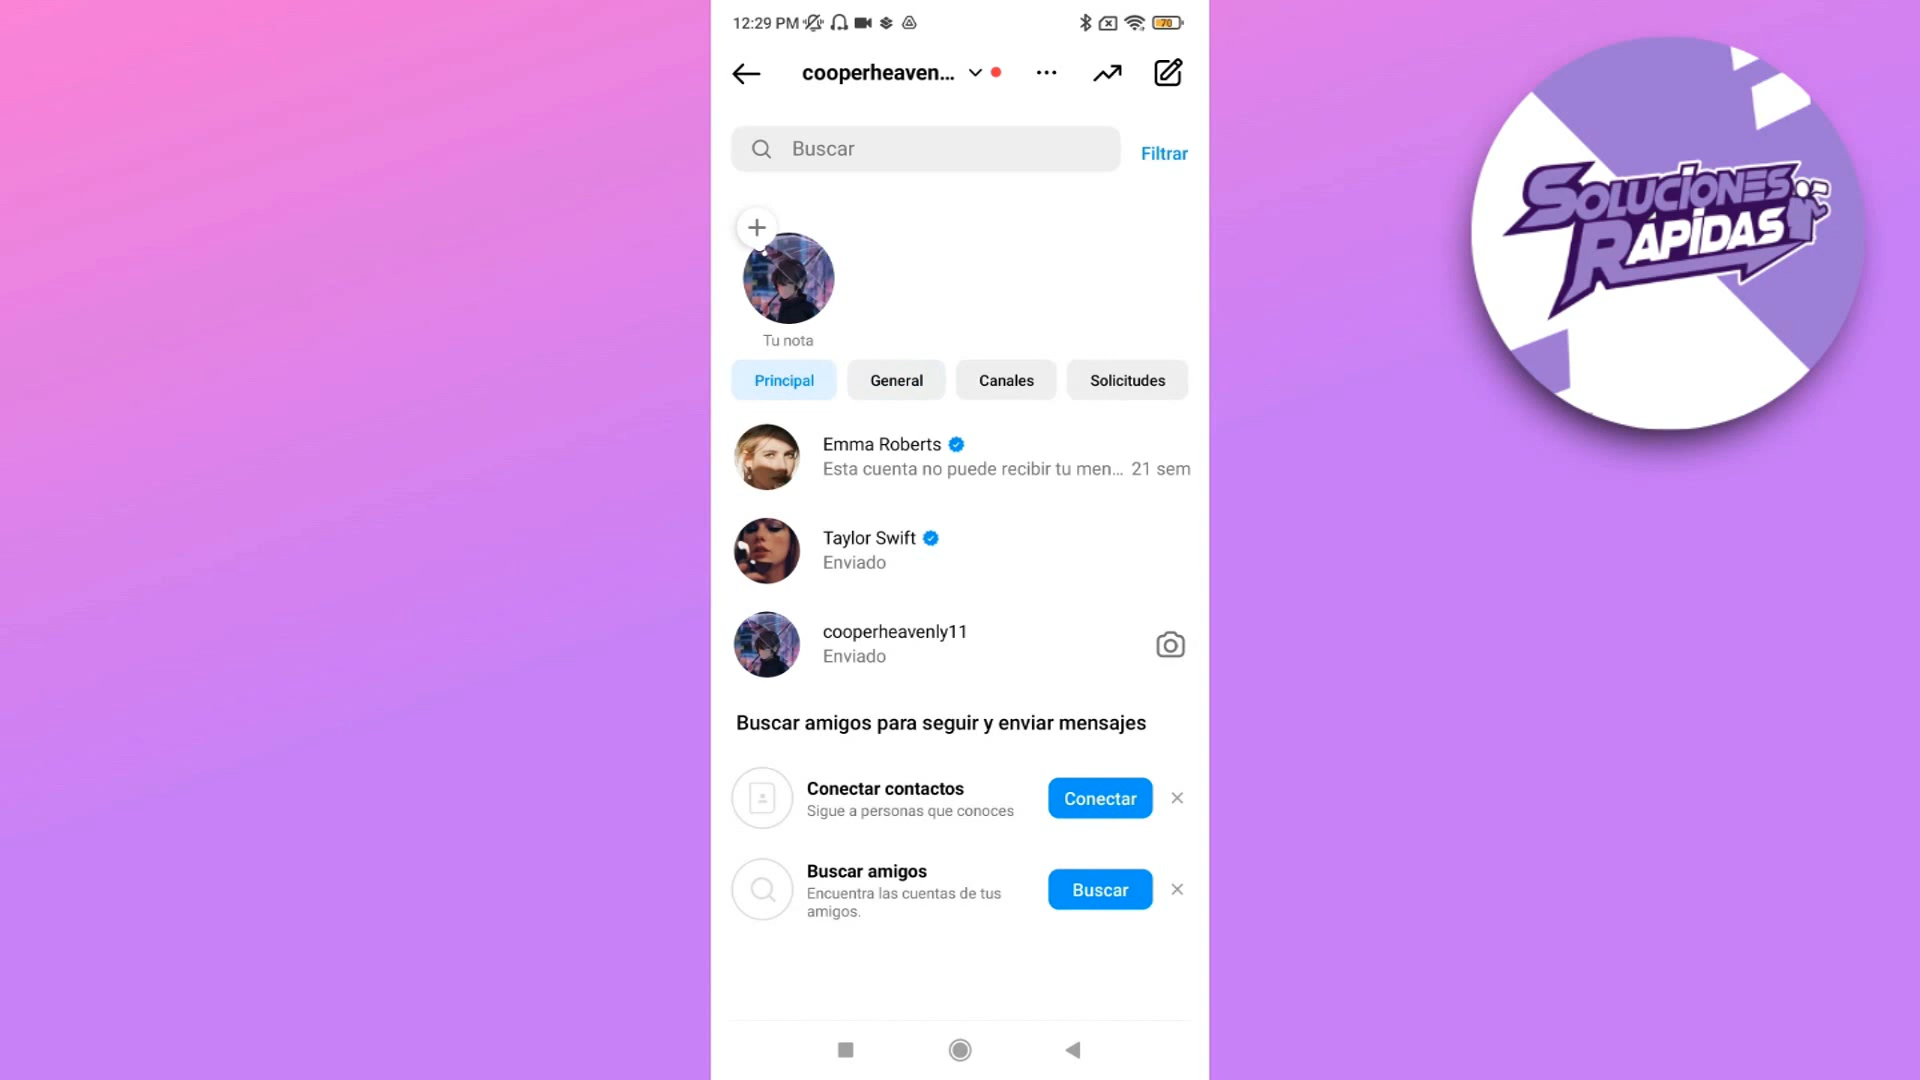 12:29 PM
70
cooperheaven...
Buscar
Filtrar
Tu nota
Principal
General
Canales
Solicitudes
Emma Roberts
Esta cuenta no puede recibir tu men... 21 sem
Taylor Swift
Enviado
cooperheavenly11
Enviado
Buscar amigos para seguir y enviar mensajes
Conectar contactos
Sigue a personas que conoces
Conectar
Buscar amigos
Encuentra las cuentas de tus
amigos.
Buscar
SOLUCIONES
RÁPIDAS